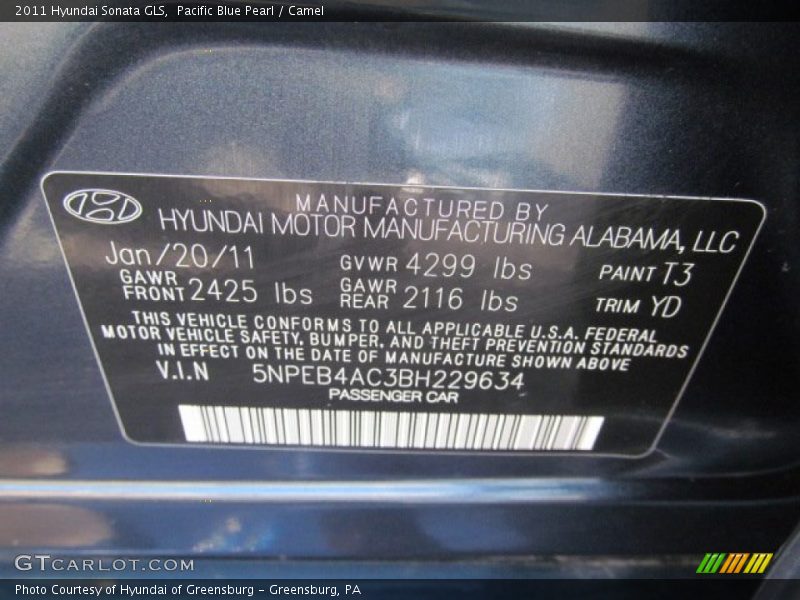 2011 Hyundai Sonata GLS, Pacific Blue Pearl / Camel
MANUFACTURED BY
HYUNDAI MOTOR MANUFACTURING ALABAMA, LLC
Jan/20/11 GVWR 4299 lbs PAINT T3
GAWR FRONT 2425 lbs GAWR REAR 2116 lbs TRIM YD
THIS VEHICLE CONFORMS TO ALL APPLICABLE U.S.A. FEDERAL
MOTOR VEHICLE SAFETY, BUMPER, AND THEFT PREVENTION STANDARDS
IN EFFECT ON THE DATE OF MANUFACTURE SHOWN ABOVE
V.I.N 5NPEB4AC3BH229634
PASSENGER CAR
GTCARLOT.COM
Photo Courtesy of Hyundai of Greensburg - Greensburg, PA